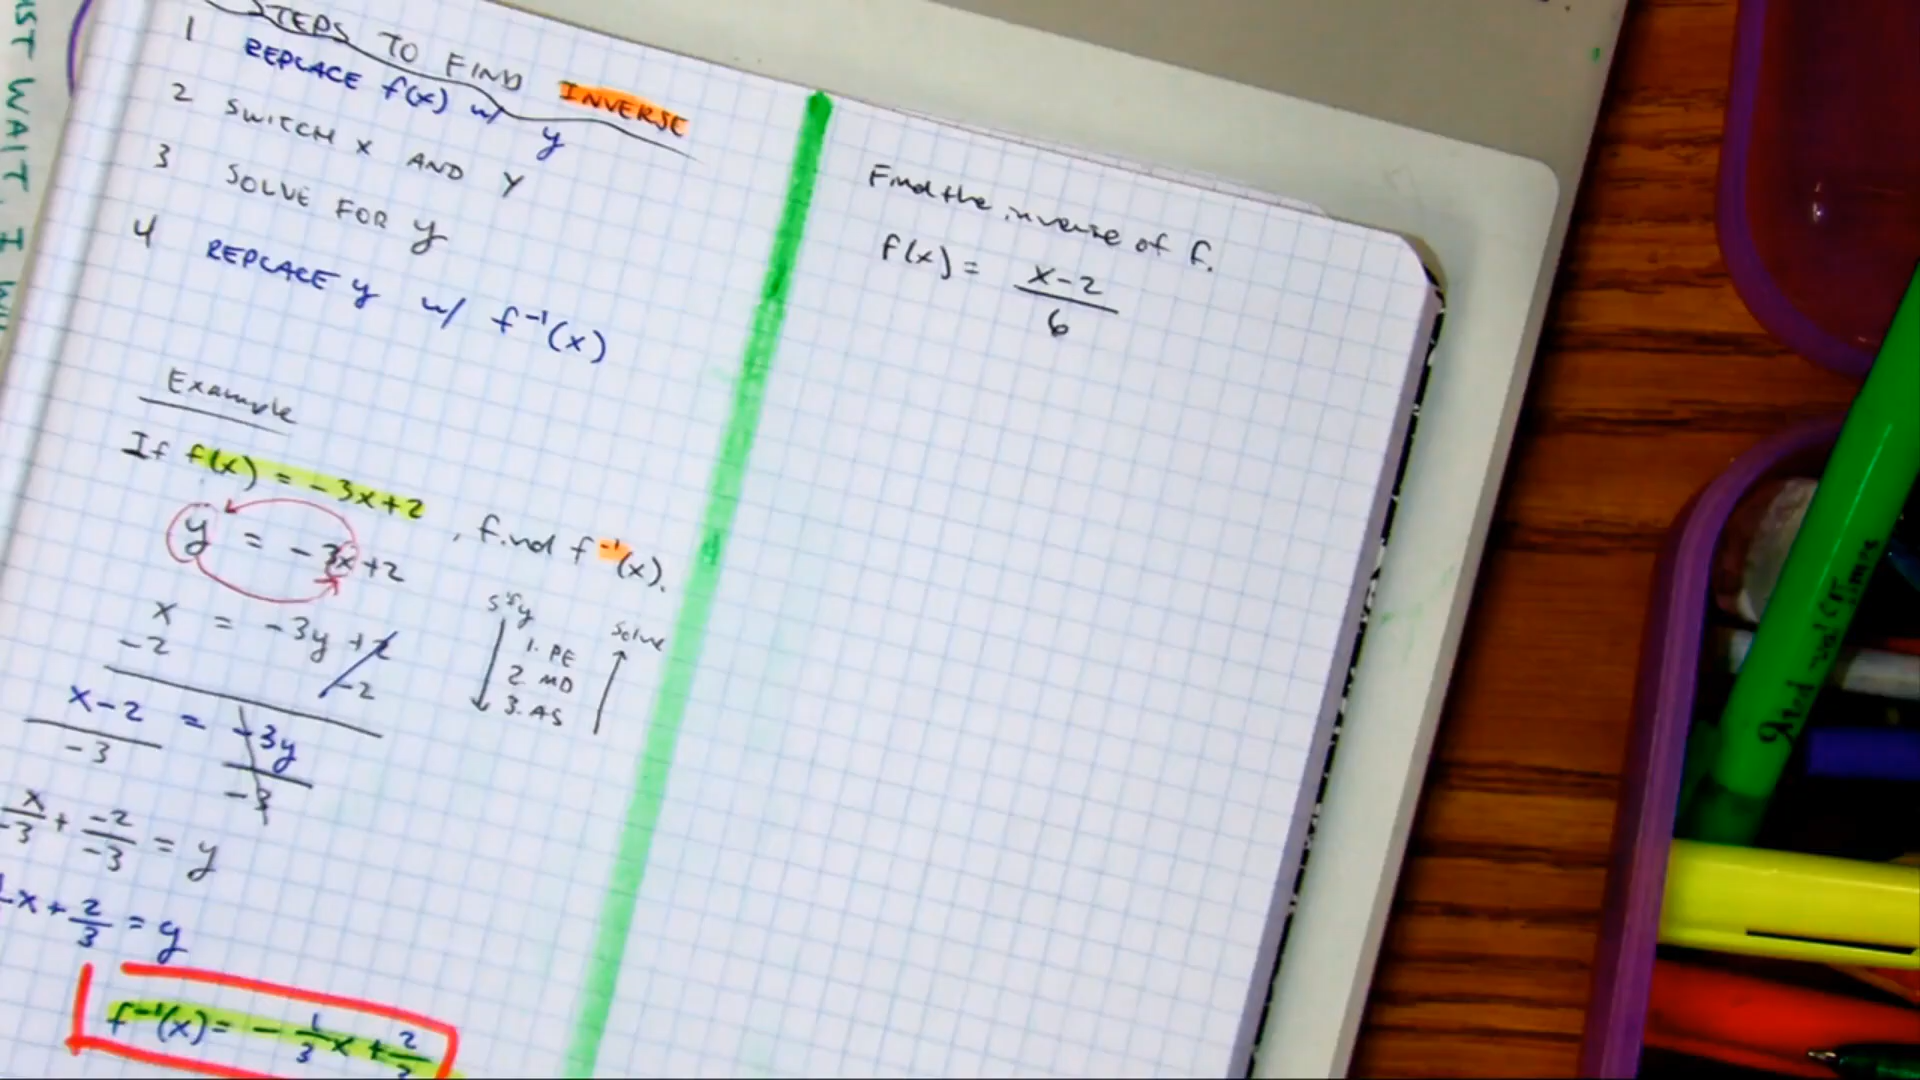 STEPS TO FIND INVERSE
1 REPLACE f(x) w/ y
2 SWITCH X AND Y
3 SOLVE FOR y
4 REPLACE y w/ f⁻¹(x)
Example
If f(x) = -3x+2, find f⁻¹(x).
y = -3x+2
x = -3y+2
-2 -2
x-2 = -3y
-3 -3
x/-3 + -2/-3 = y
x + 2/3 = y
f⁻¹(x) = -1/3 x + 2
1. PE
2. MD
3. AS
solve
Find the inverse of f.
f(x) = x-2
6
WAIT, I